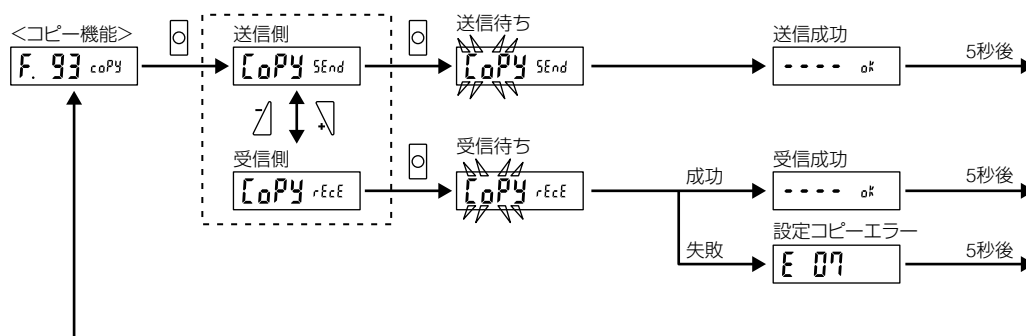 <コピー機能>
F. 93 coPY
送信側
CoPY SEnd
送信待ち
CoPY SEnd
送信成功
---- oK
5秒後
- +
受信側
CoPY rEcE
受信待ち
CoPY rEcE
成功
受信成功
---- oK
5秒後
失敗
設定コピーエラー
E 07
5秒後